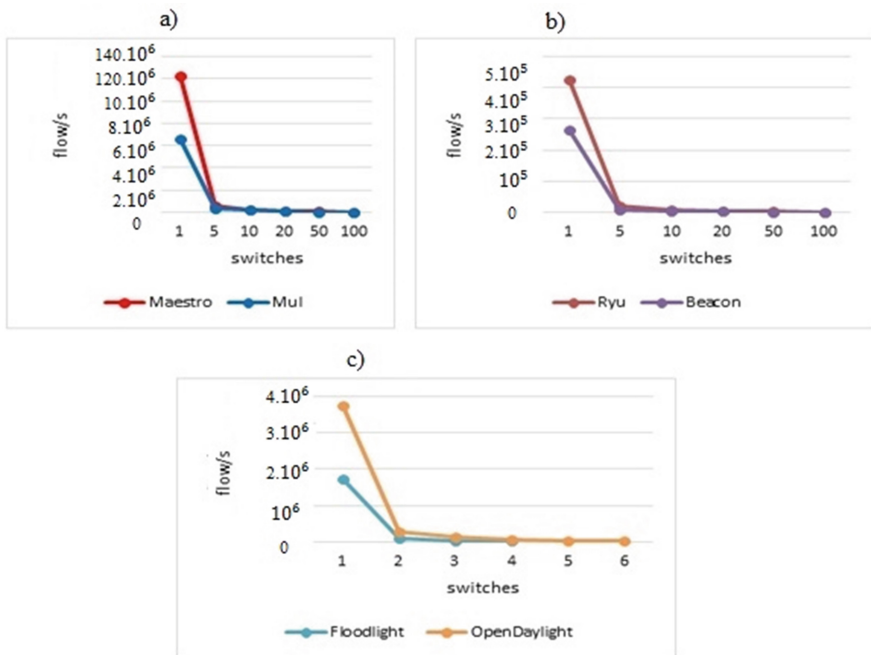 a)
140.10⁶
120.10⁶
10.10⁶
8.10⁶
6.10⁶
4.10⁶
2.10⁶
0
flow/s
1 5 10 20 50 100
switches
Maestro Mul
b)
5.10⁵
4.10⁵
3.10⁵
2.10⁵
10⁵
0
flow/s
1 5 10 20 50 100
switches
Ryu Beacon
c)
4.10⁶
3.10⁶
2.10⁶
10⁶
0
flow/s
1 2 3 4 5 6
switches
Floodlight OpenDaylight